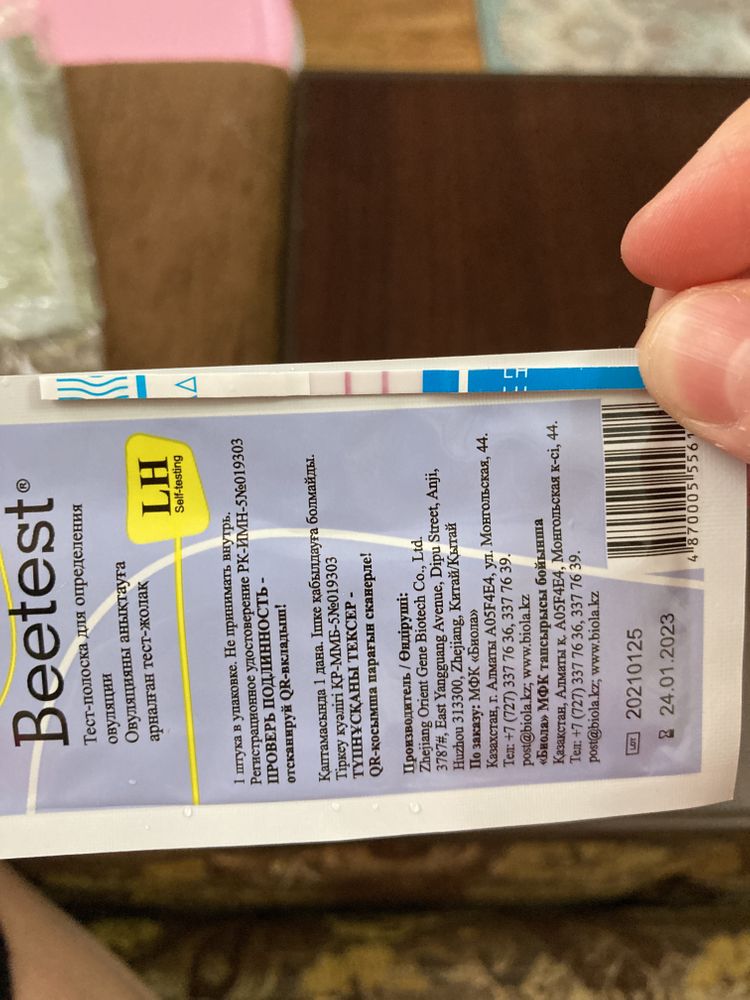 Beetest®
Тест-полоска для определения
овуляции
Овуляцияны анықтауға
арналған тест-жолақ
LH
Self-testing
1 штука в упаковке. Не принимать внутрь.
Регистрационное удостоверение РК-ИМН-5№019303
ПРОВЕРЬ ПОДЛИННОСТЬ -
отсканируй QR-вкладыш!
Қаптамасында 1 дана. Ішке қабылдауға болмайды.
Тіркеу куәлігі ҚР-ММБ-5№019303
ТҮПНҰСҚАНЫ ТЕКСЕР -
QR-қосымша парағын сканерле!
Производитель / Өндіруші:
Zhejiang Orient Gene Biotech Co., Ltd.
3787#, East Yangguang Avenue, Dipu Street, Anji,
Huzhou 313300, Zhejiang, Китай/Қытай
По заказу: МФК «Биола»
Казахстан, г. Алматы A05F4E4, ул. Монгольская, 44.
Тел: +7 (727) 337 76 36, 337 76 39.
post@biola.kz; www.biola.kz
«Биола» МФК тапсырысы бойынша
Қазақстан, Алматы қ. A05F4E4, Монгольская к-сі, 44.
Тел: +7 (727) 337 76 36, 337 76 39.
post@biola.kz; www.biola.kz
LOT 20210125
24.01.2023
4 870005 5561
LH